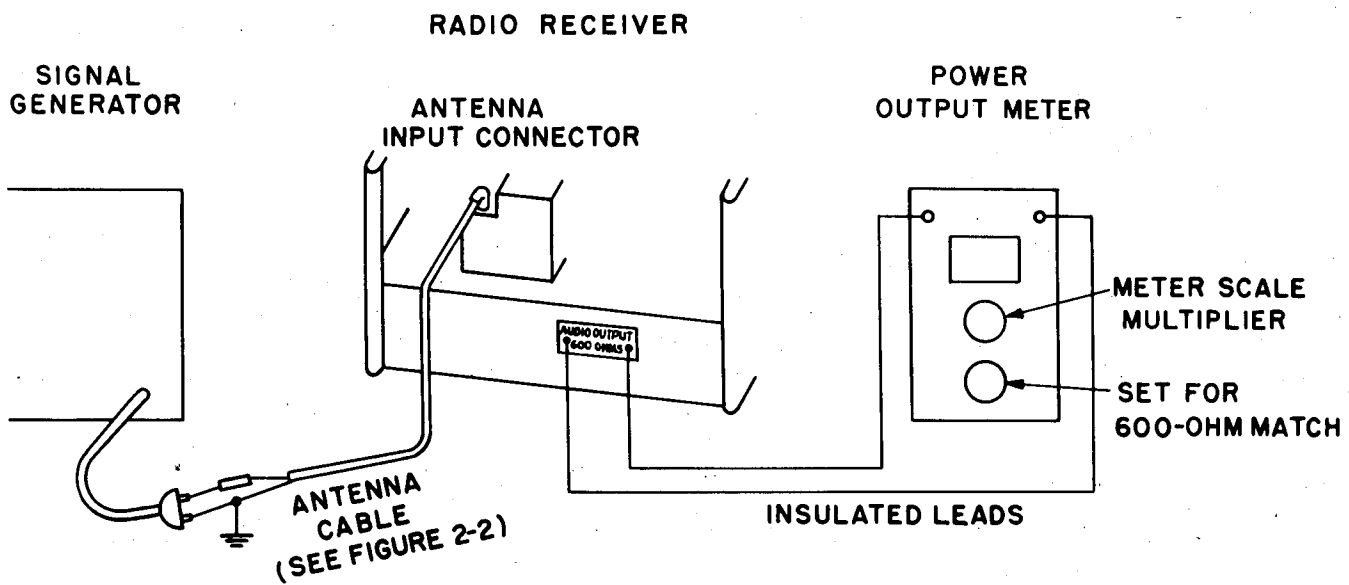 RADIO RECEIVER
SIGNAL
GENERATOR
ANTENNA
INPUT CONNECTOR
POWER
OUTPUT METER
AUDIO OUTPUT
600 OHMS
METER SCALE
MULTIPLIER
SET FOR
600-OHM MATCH
ANTENNA
CABLE
(SEE FIGURE 2-2)
INSULATED LEADS